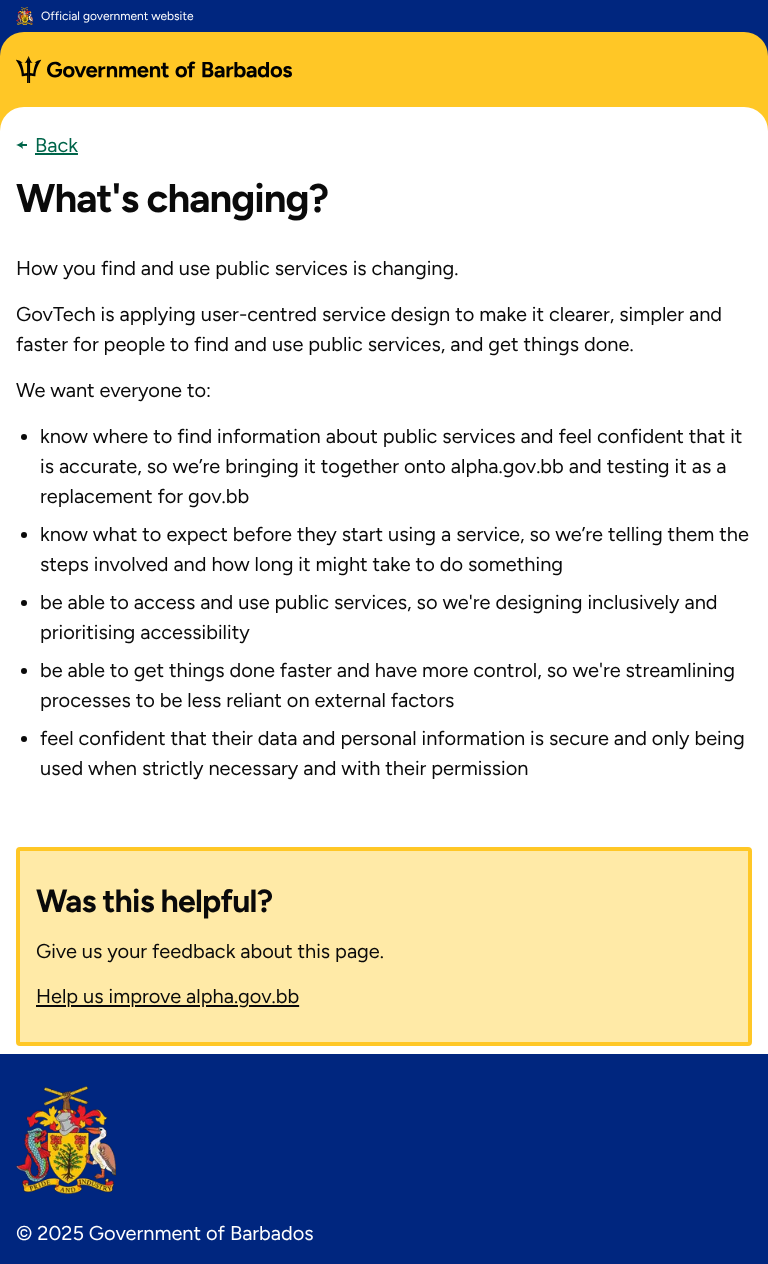 Official government website
Government of Barbados
Back
What's changing?
How you find and use public services is changing.
GovTech is applying user-centred service design to make it clearer, simpler and
faster for people to find and use public services, and get things done.
We want everyone to:
• know where to find information about public services and feel confident that it
is accurate, so we’re bringing it together onto alpha.gov.bb and testing it as a
replacement for gov.bb
• know what to expect before they start using a service, so we’re telling them the
steps involved and how long it might take to do something
• be able to access and use public services, so we're designing inclusively and
prioritising accessibility
• be able to get things done faster and have more control, so we're streamlining
processes to be less reliant on external factors
• feel confident that their data and personal information is secure and only being
used when strictly necessary and with their permission
Was this helpful?
Give us your feedback about this page.
Help us improve alpha.gov.bb
PRIDE AND INDUSTRY
© 2025 Government of Barbados